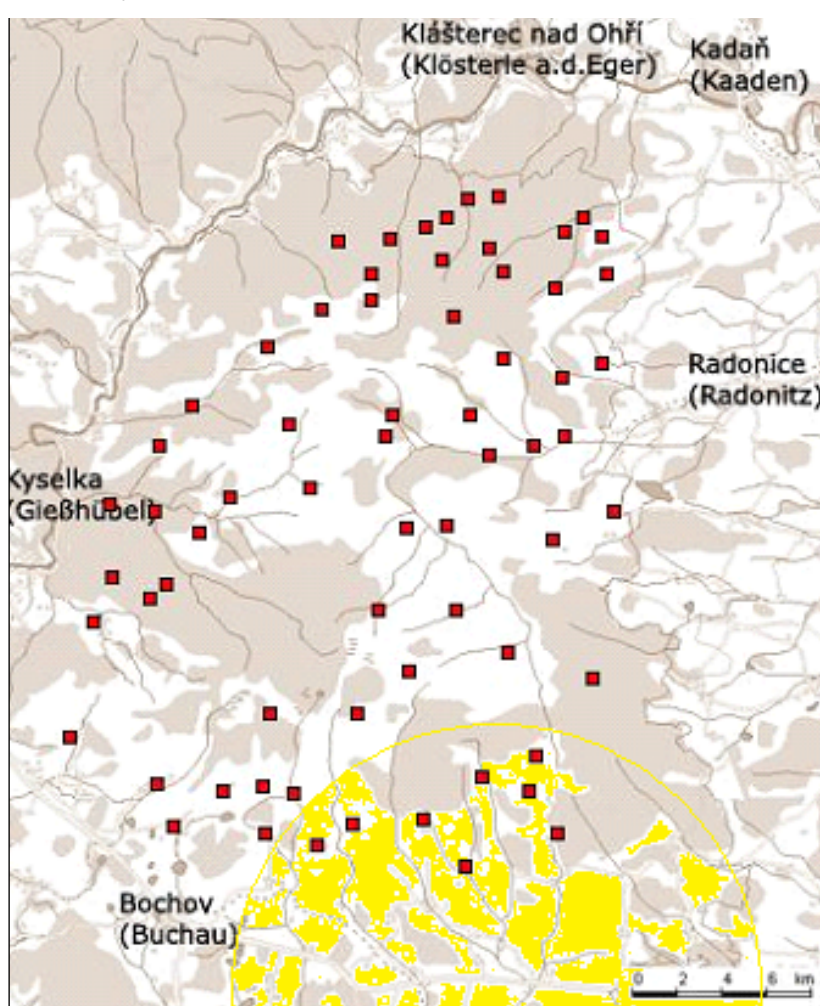 Klášterec nad Ohří
(Klösterle a.d.Eger)
Kadaň
(Kaaden)
Radonice
(Radonitz)
Kyselka
(Gießhübel)
Bochov
(Buchau)
0 2 4 6 km